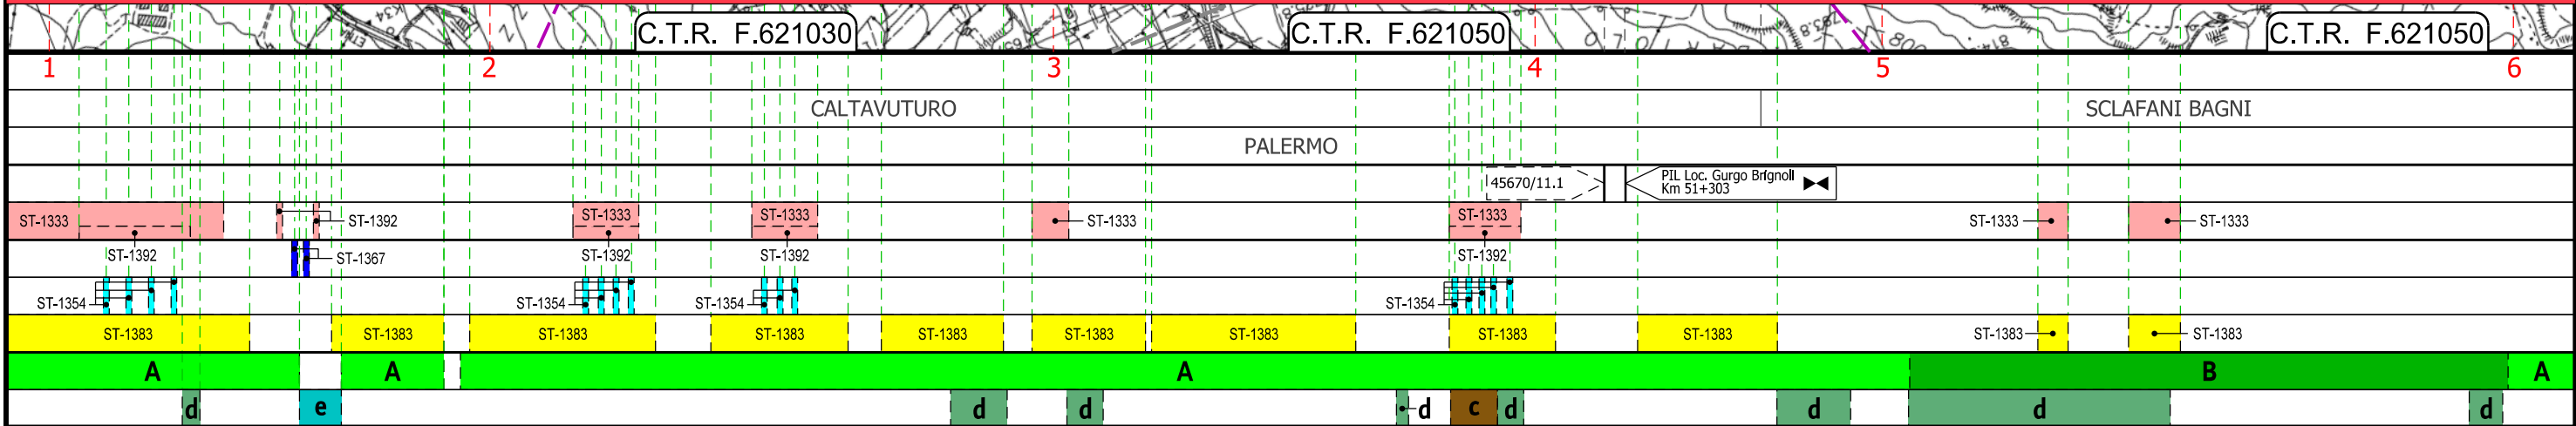 C.T.R. F.621030
C.T.R. F.621050
C.T.R. F.621050
1 2 3 4 5 6
CALTAVUTURO
SCLAFANI BAGNI
PALERMO
45670/11.1
PIL Loc. Gurgo Brignoli
Km 51+303
ST-1333
ST-1392
ST-1333
ST-1333
ST-1333
ST-1333
ST-1333
ST-1333
ST-1392
ST-1367
ST-1392
ST-1392
ST-1392
ST-1354
ST-1354
ST-1354
ST-1354
ST-1383
ST-1383
ST-1383
ST-1383
ST-1383
ST-1383
ST-1383
ST-1383
ST-1383
ST-1383
ST-1383
A A A B A
d e d d d c d d d d